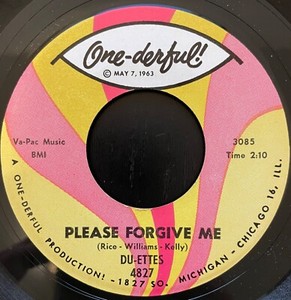 One-derful!
© MAY 7, 1963
Va-Pac Music
BMI
3085
Time 2:10
PLEASE FORGIVE ME
(Rico - Williams - Kelly)
DU-ETTES
4827
A ONE-DERFUL PRODUCTION! - 1827 SO. MICHIGAN - CHICAGO 16, ILL.